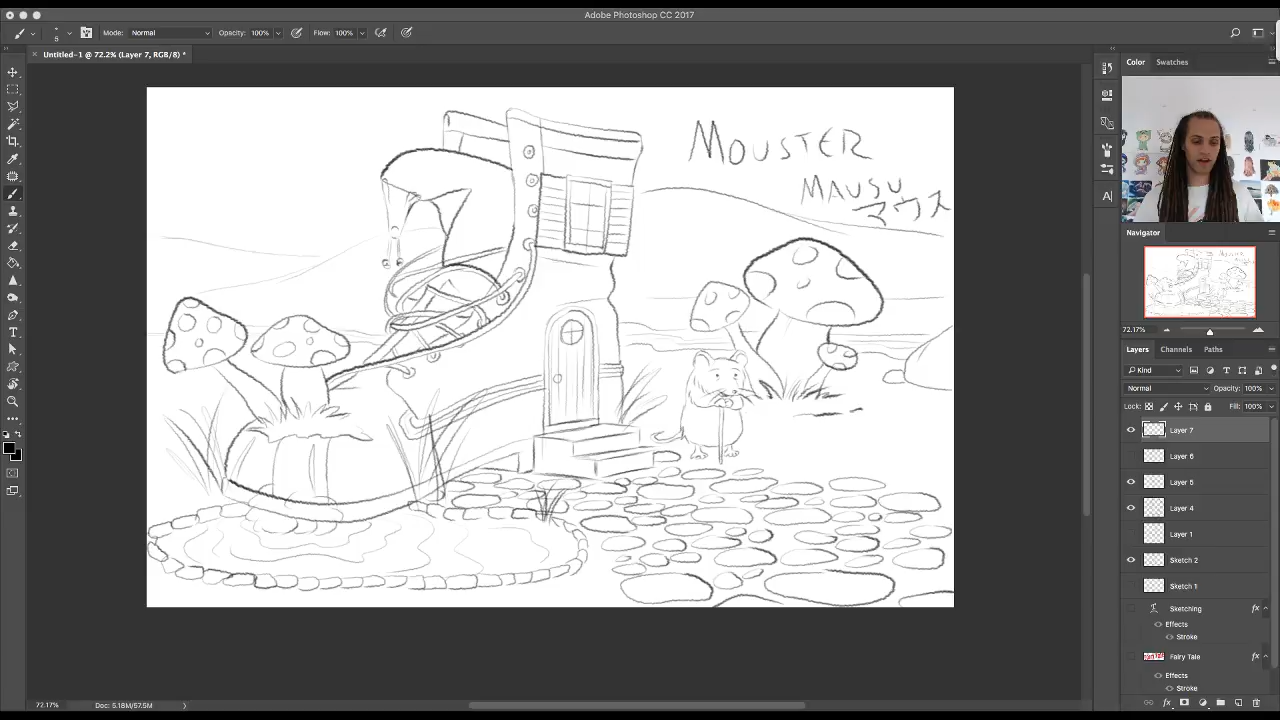 Adobe Photoshop CC 2017
5
Mode: Normal
Opacity: 100%
Flow: 100%
× Untitled-1 @ 72.2% (Layer 7, RGB/8) *
Color Swatches
MOUSTER
MAUSU
マウス
Navigator
72.17%
Layers Channels Paths
Kind
Normal Opacity: 100%
Lock: Fill: 100%
Layer 7
Layer 6
Layer 5
Layer 4
Layer 1
Sketch 2
Sketch 1
Sketching fx
Effects
Stroke
Fairy Tale fx
Effects
Stroke
72.17% Doc: 5.18M/57.5M